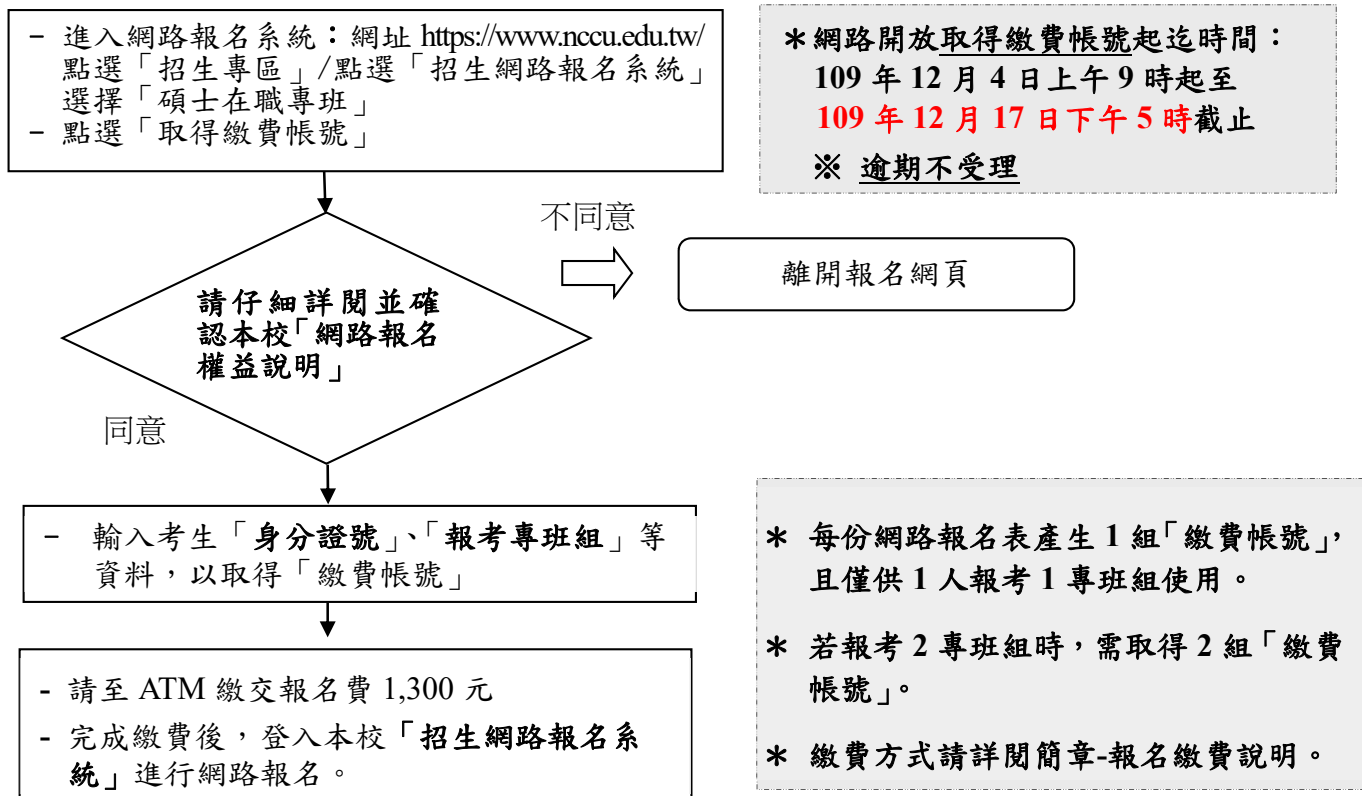 - 進入網路報名系統：網址 https://www.nccu.edu.tw/
點選「招生專區」/點選「招生網路報名系統」
選擇「碩士在職專班」
- 點選「取得繳費帳號」
＊網路開放取得繳費帳號起迄時間：
109 年 12 月 4 日上午 9 時起至
109 年 12 月 17 日下午 5 時截止
※ 逾期不受理
不同意
離開報名網頁
請仔細詳閱並確
認本校「網路報名
權益說明」
同意
- 輸入考生「身分證號」、「報考專班組」等
資料，以取得「繳費帳號」
＊ 每份網路報名表產生 1 組「繳費帳號」，
且僅供 1 人報考 1 專班組使用。
＊ 若報考 2 專班組時，需取得 2 組「繳費
帳號」。
＊ 繳費方式請詳閱簡章-報名繳費說明。
- 請至 ATM 繳交報名費 1,300 元
- 完成繳費後，登入本校「招生網路報名系
統」進行網路報名。